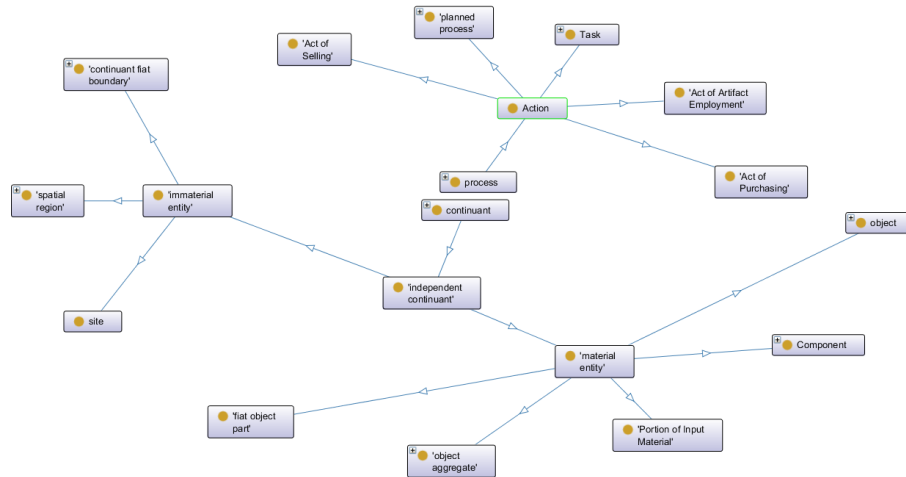 'planned
process'
Task
'Act of
Selling'
'continuant fiat
boundary'
'Act of Artifact
Employment'
Action
'Act of
Purchasing'
process
'spatial
region'
'immaterial
entity'
continuant
object
'independent
continuant'
site
Component
'material
entity'
'fiat object
part'
'Portion of Input
Material'
'object
aggregate'